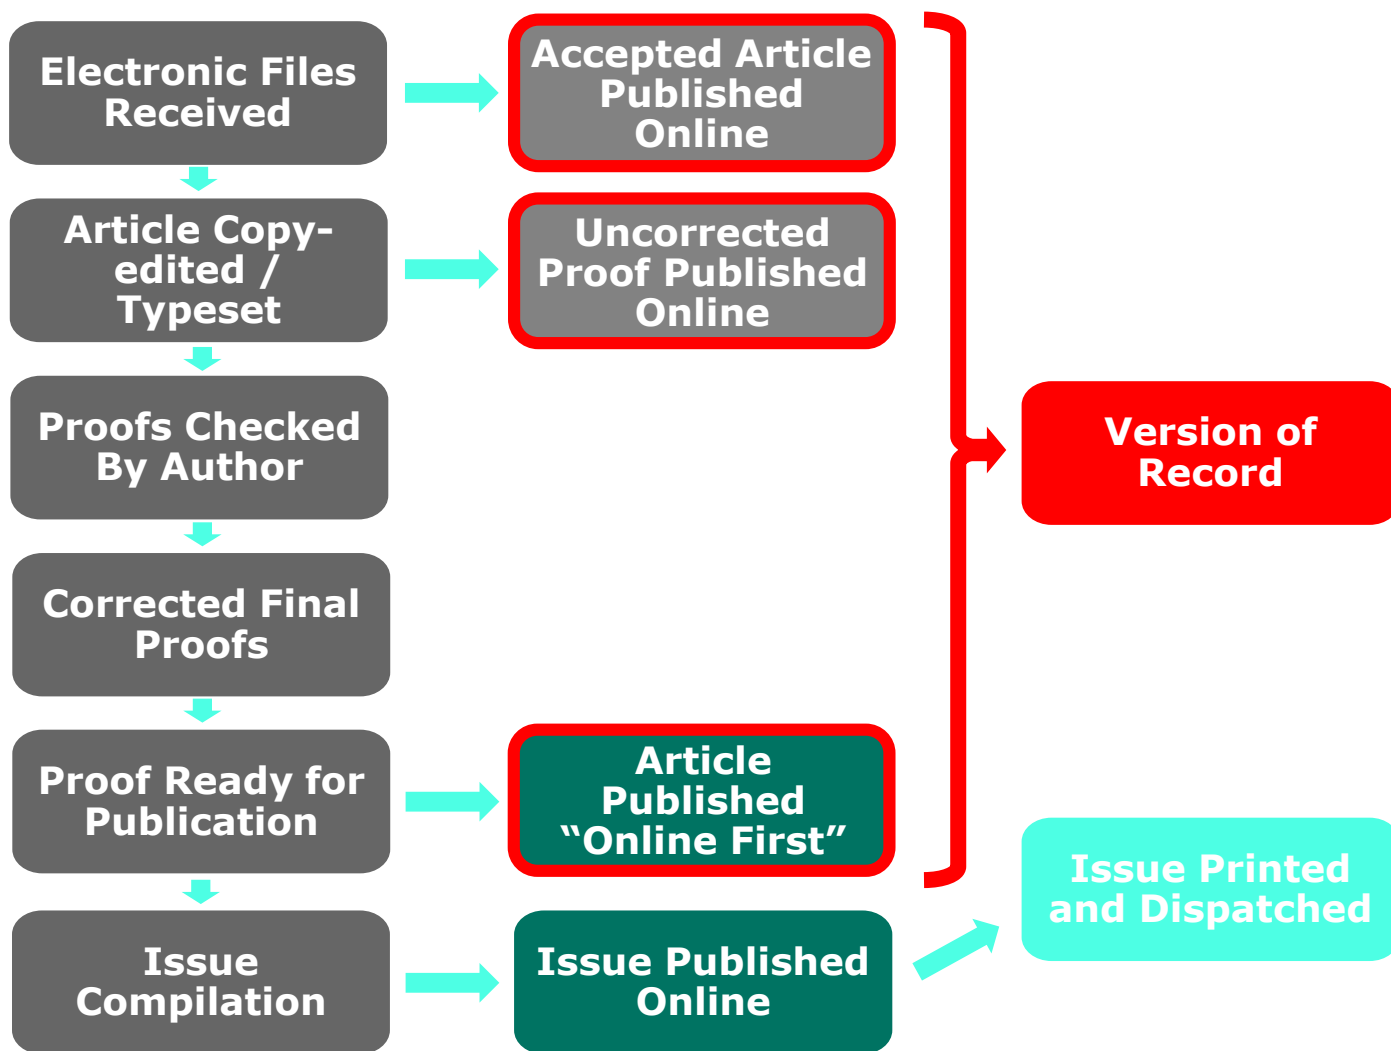 Electronic Files
Received
Accepted Article
Published
Online
Article Copy-
edited /
Typeset
Uncorrected
Proof Published
Online
Proofs Checked
By Author
Version of
Record
Corrected Final
Proofs
Proof Ready for
Publication
Article
Published
“Online First”
Issue Printed
and Dispatched
Issue
Compilation
Issue Published
Online